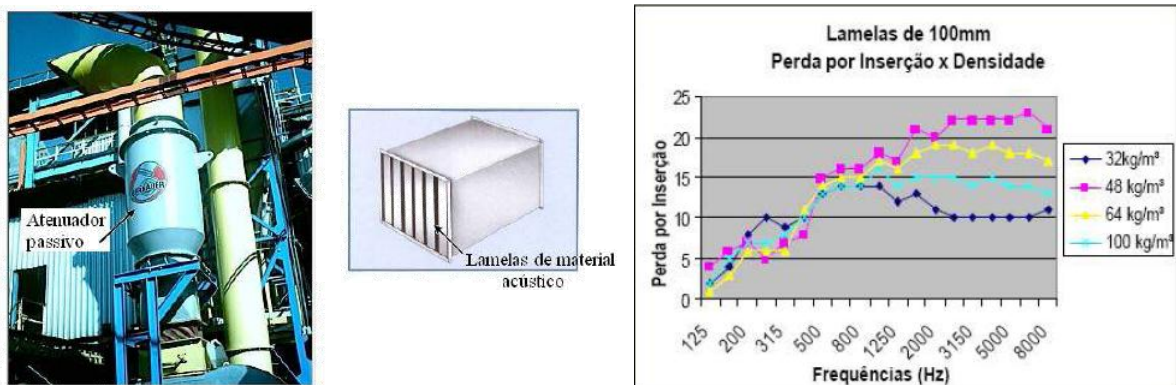 Atenuador
passivo
Lamelas de material
acústico
Lamelas de 100mm
Perda por Inserção x Densidade
Perda por Inserção
25
20
15
10
5
0
125
200
315
500
800
1250
2000
3150
5000
8000
Frequências (Hz)
32kg/m³
48 kg/m³
64 kg/m³
100 kg/m³